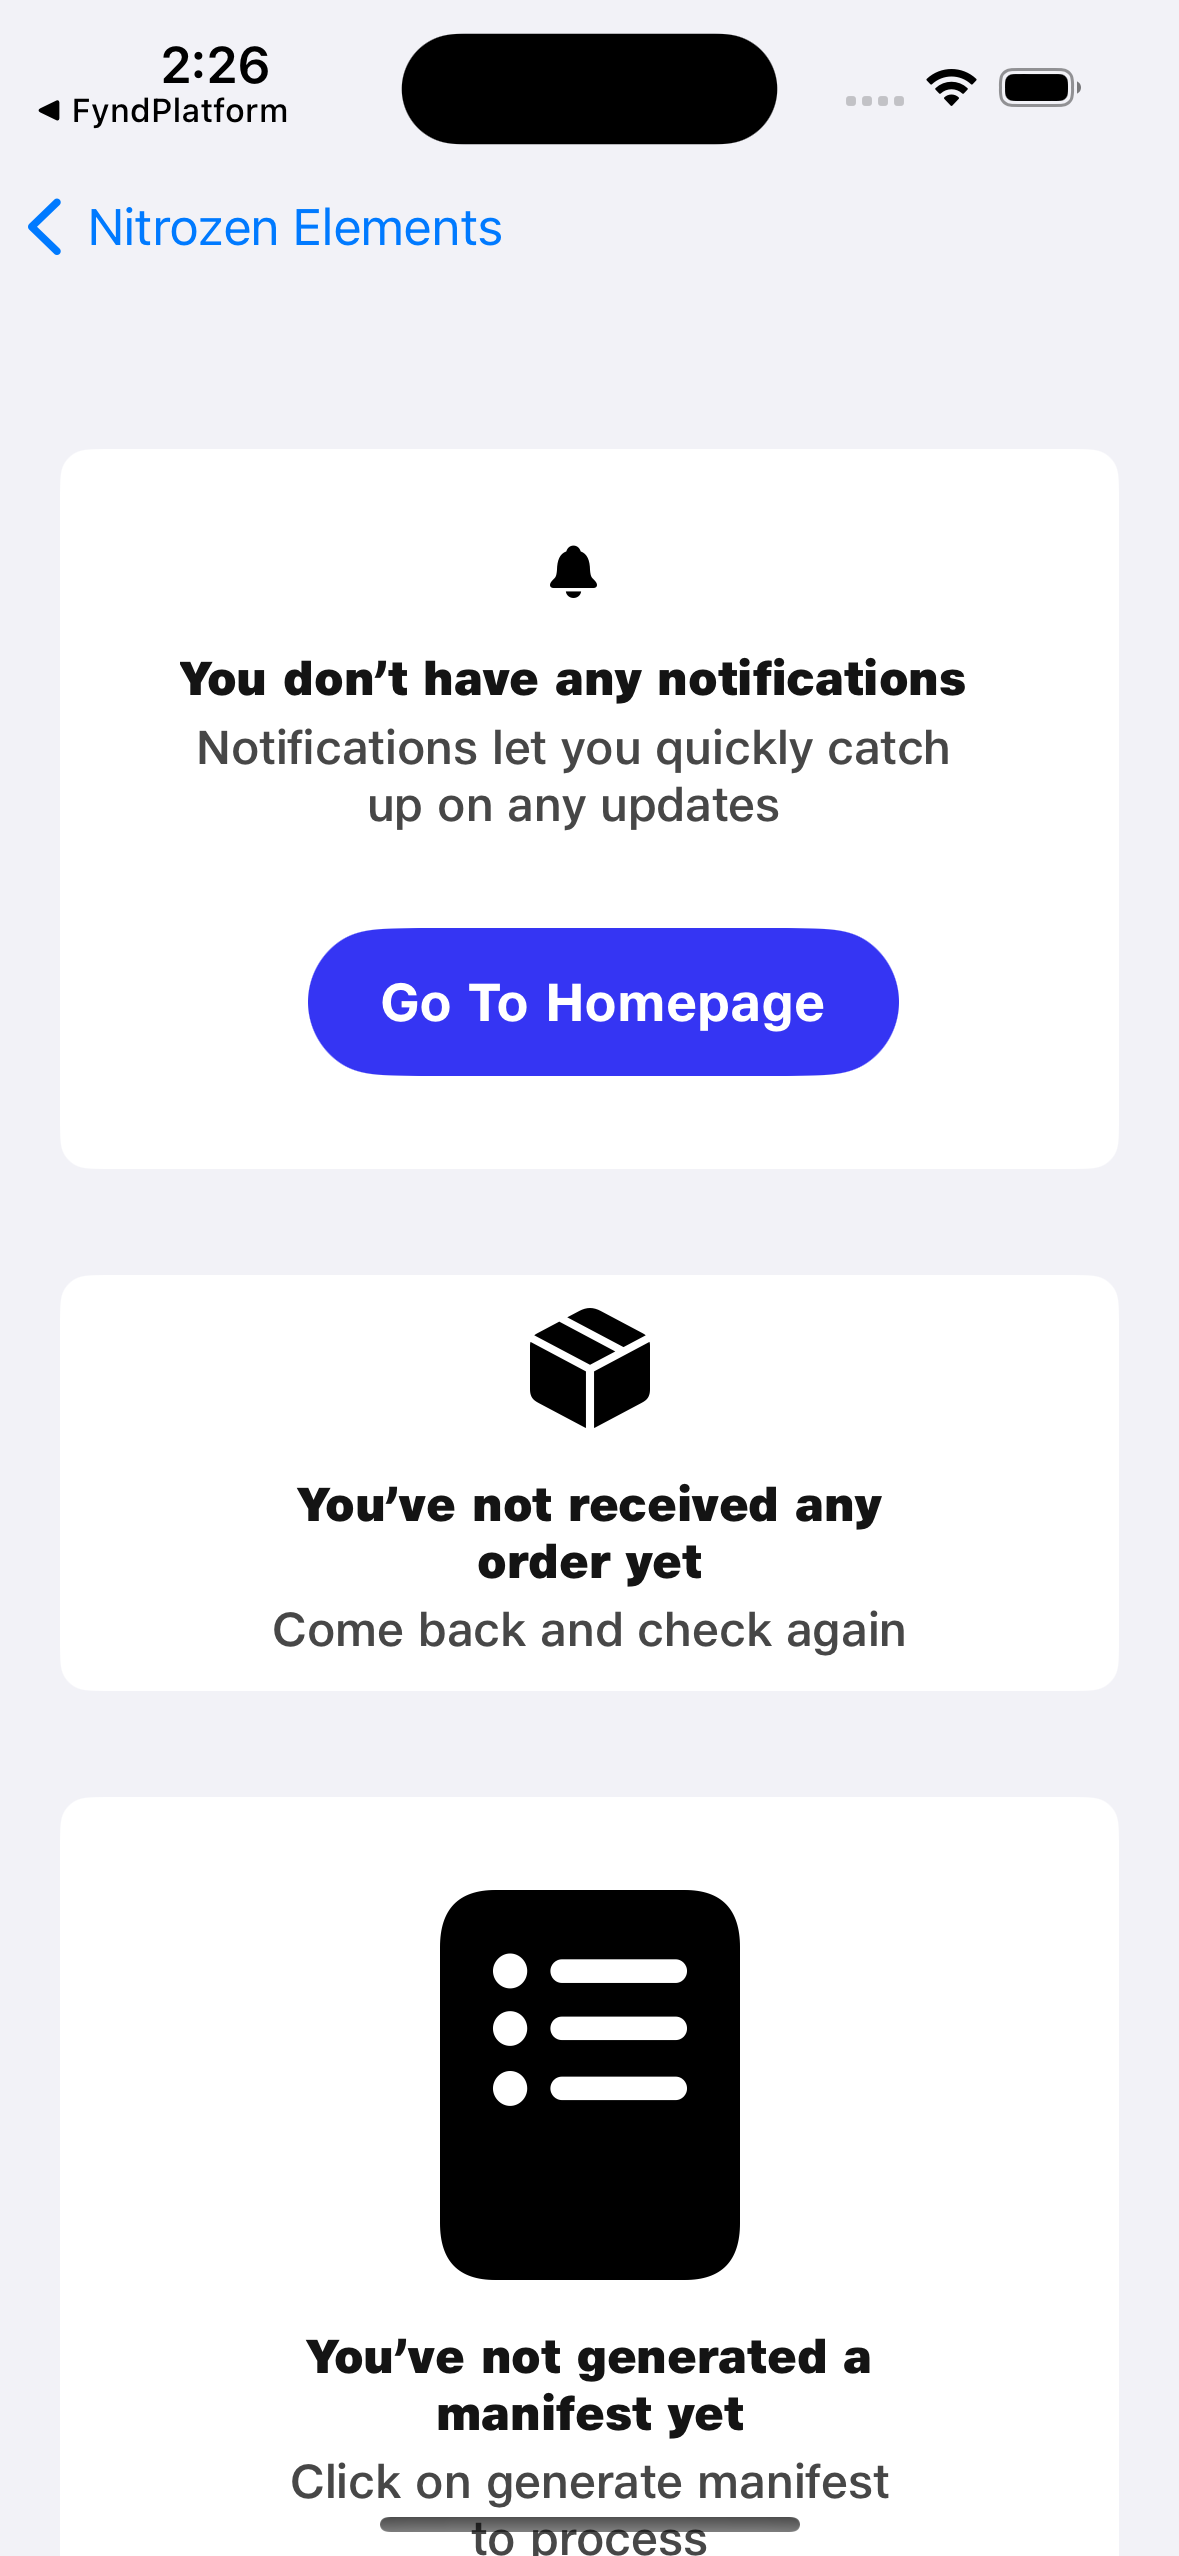 2:26
FyndPlatform
Nitrozen Elements
You don’t have any notifications
Notifications let you quickly catch
up on any updates
Go To Homepage
You’ve not received any
order yet
Come back and check again
You’ve not generated a
manifest yet
Click on generate manifest
to process